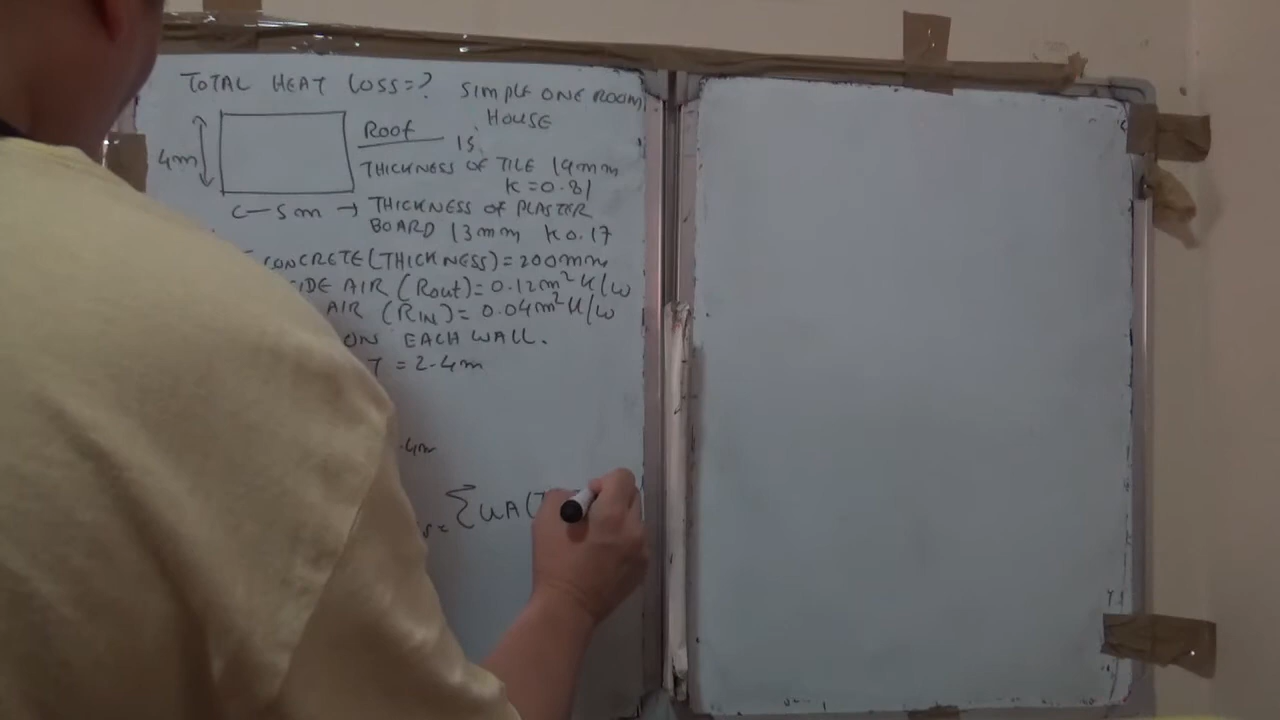 TOTAL HEAT LOSS=? SIMPLE ONE ROOM
HOUSE
4m
ROOF
IS
THICKNESS OF TILE 19mm
K=0.81
5m → THICKNESS OF PLASTER
BOARD 13mm K0.17
CONCRETE(THICKNESS)=200mm
SIDE AIR (Rout)=0.12m²K/W
AIR (RIN)= 0.04m²K/W
ON EACH WALL.
T = 2.4m
.4m
= ΣUA(T